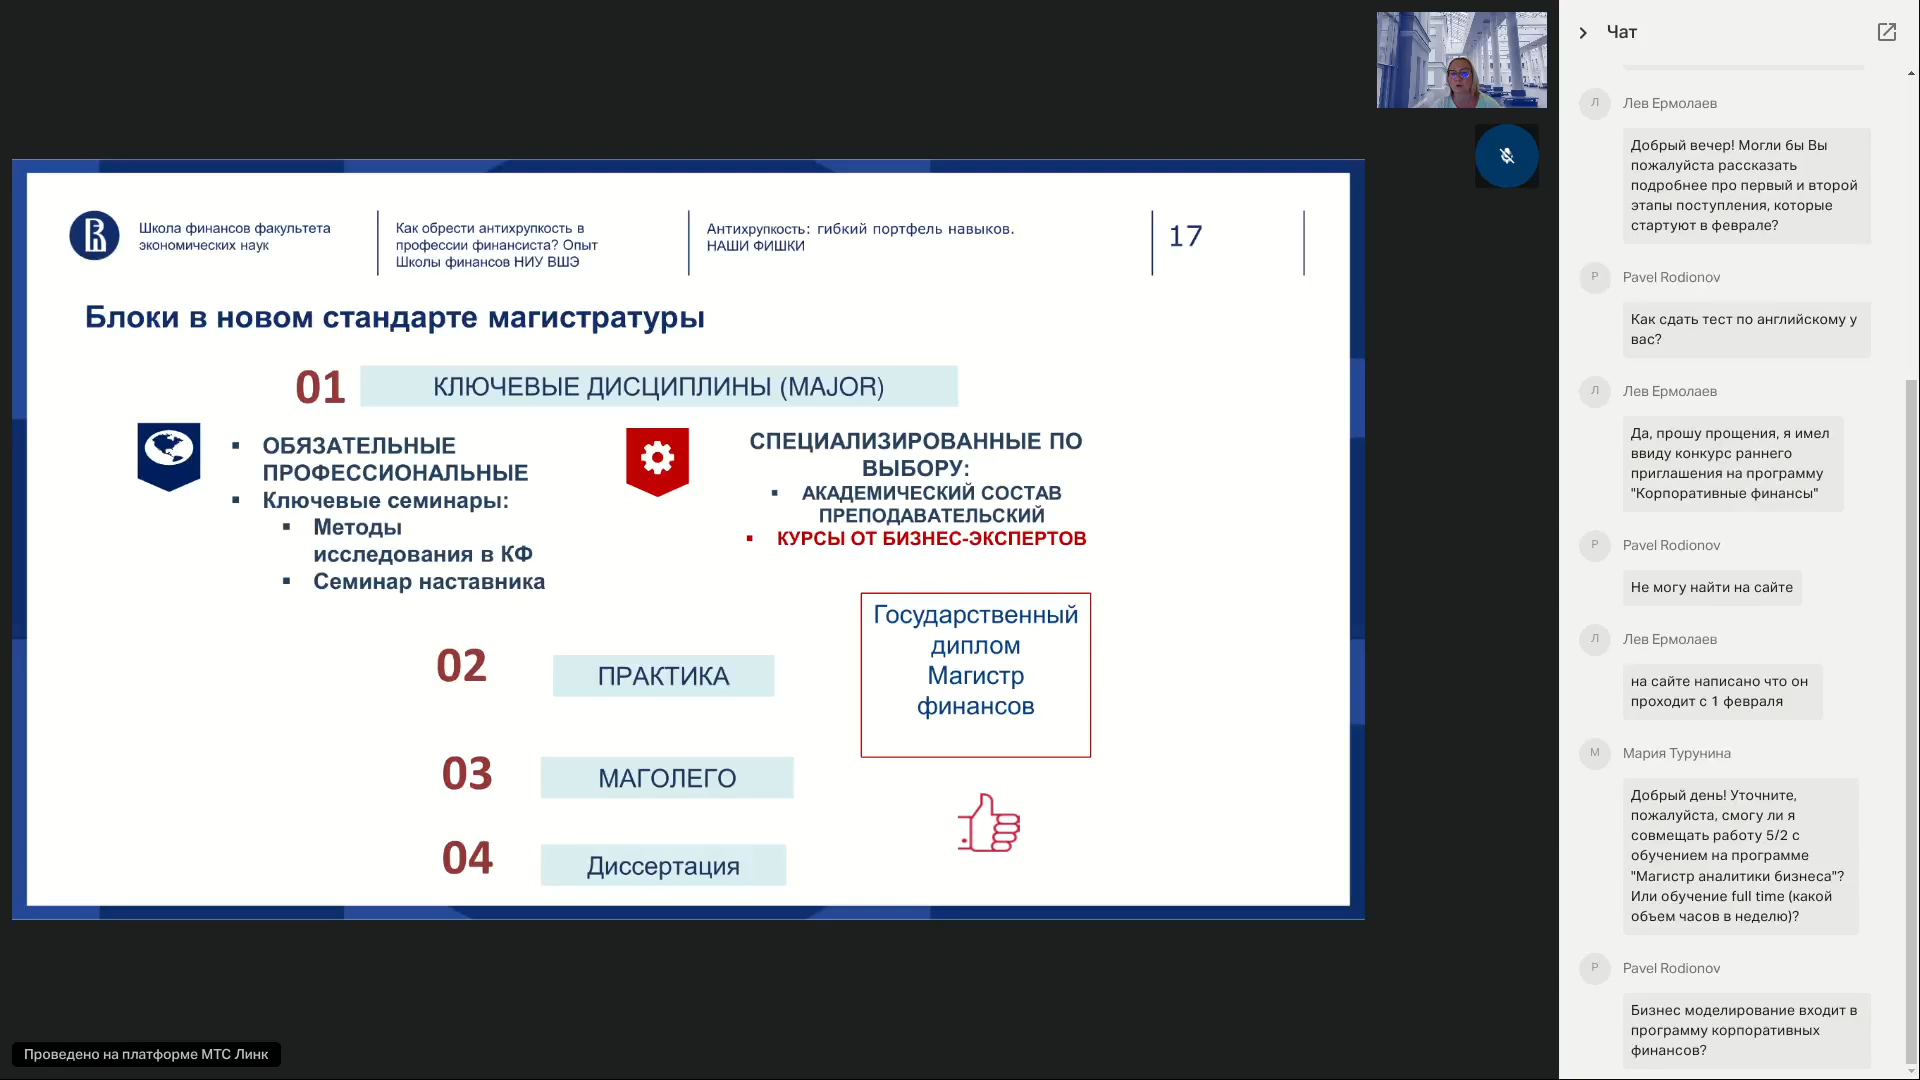 Школа финансов факультета
экономических наук
Как обрести антихрупкость в
профессии финансиста? Опыт
Школы финансов НИУ ВШЭ
Антихрупкость: гибкий портфель навыков.
НАШИ ФИШКИ
17
Блоки в новом стандарте магистратуры
01
КЛЮЧЕВЫЕ ДИСЦИПЛИНЫ (MAJOR)
ОБЯЗАТЕЛЬНЫЕ
ПРОФЕССИОНАЛЬНЫЕ
Ключевые семинары:
Методы
исследования в КФ
Семинар наставника
СПЕЦИАЛИЗИРОВАННЫЕ ПО
ВЫБОРУ:
АКАДЕМИЧЕСКИЙ СОСТАВ
ПРЕПОДАВАТЕЛЬСКИЙ
КУРСЫ ОТ БИЗНЕС-ЭКСПЕРТОВ
02
ПРАКТИКА
03
МАГОЛЕГО
04
Диссертация
Государственный
диплом
Магистр
финансов
Проведено на платформе МТС Линк
Чат
Л
Лев Ермолаев
Добрый вечер! Могли бы Вы
пожалуйста рассказать
подробнее про первый и второй
этапы поступления, которые
стартуют в феврале?
P
Pavel Rodionov
Как сдать тест по английскому у
вас?
Л
Лев Ермолаев
Да, прошу прощения, я имел
ввиду конкурс раннего
приглашения на программу
"Корпоративные финансы"
P
Pavel Rodionov
Не могу найти на сайте
Л
Лев Ермолаев
на сайте написано что он
проходит с 1 февраля
М
Мария Турунина
Добрый день! Уточните,
пожалуйста, смогу ли я
совмещать работу 5/2 с
обучением на программе
"Магистр аналитики бизнеса"?
Или обучение full time (какой
объем часов в неделю)?
P
Pavel Rodionov
Бизнес моделирование входит в
программу корпоративных
финансов?